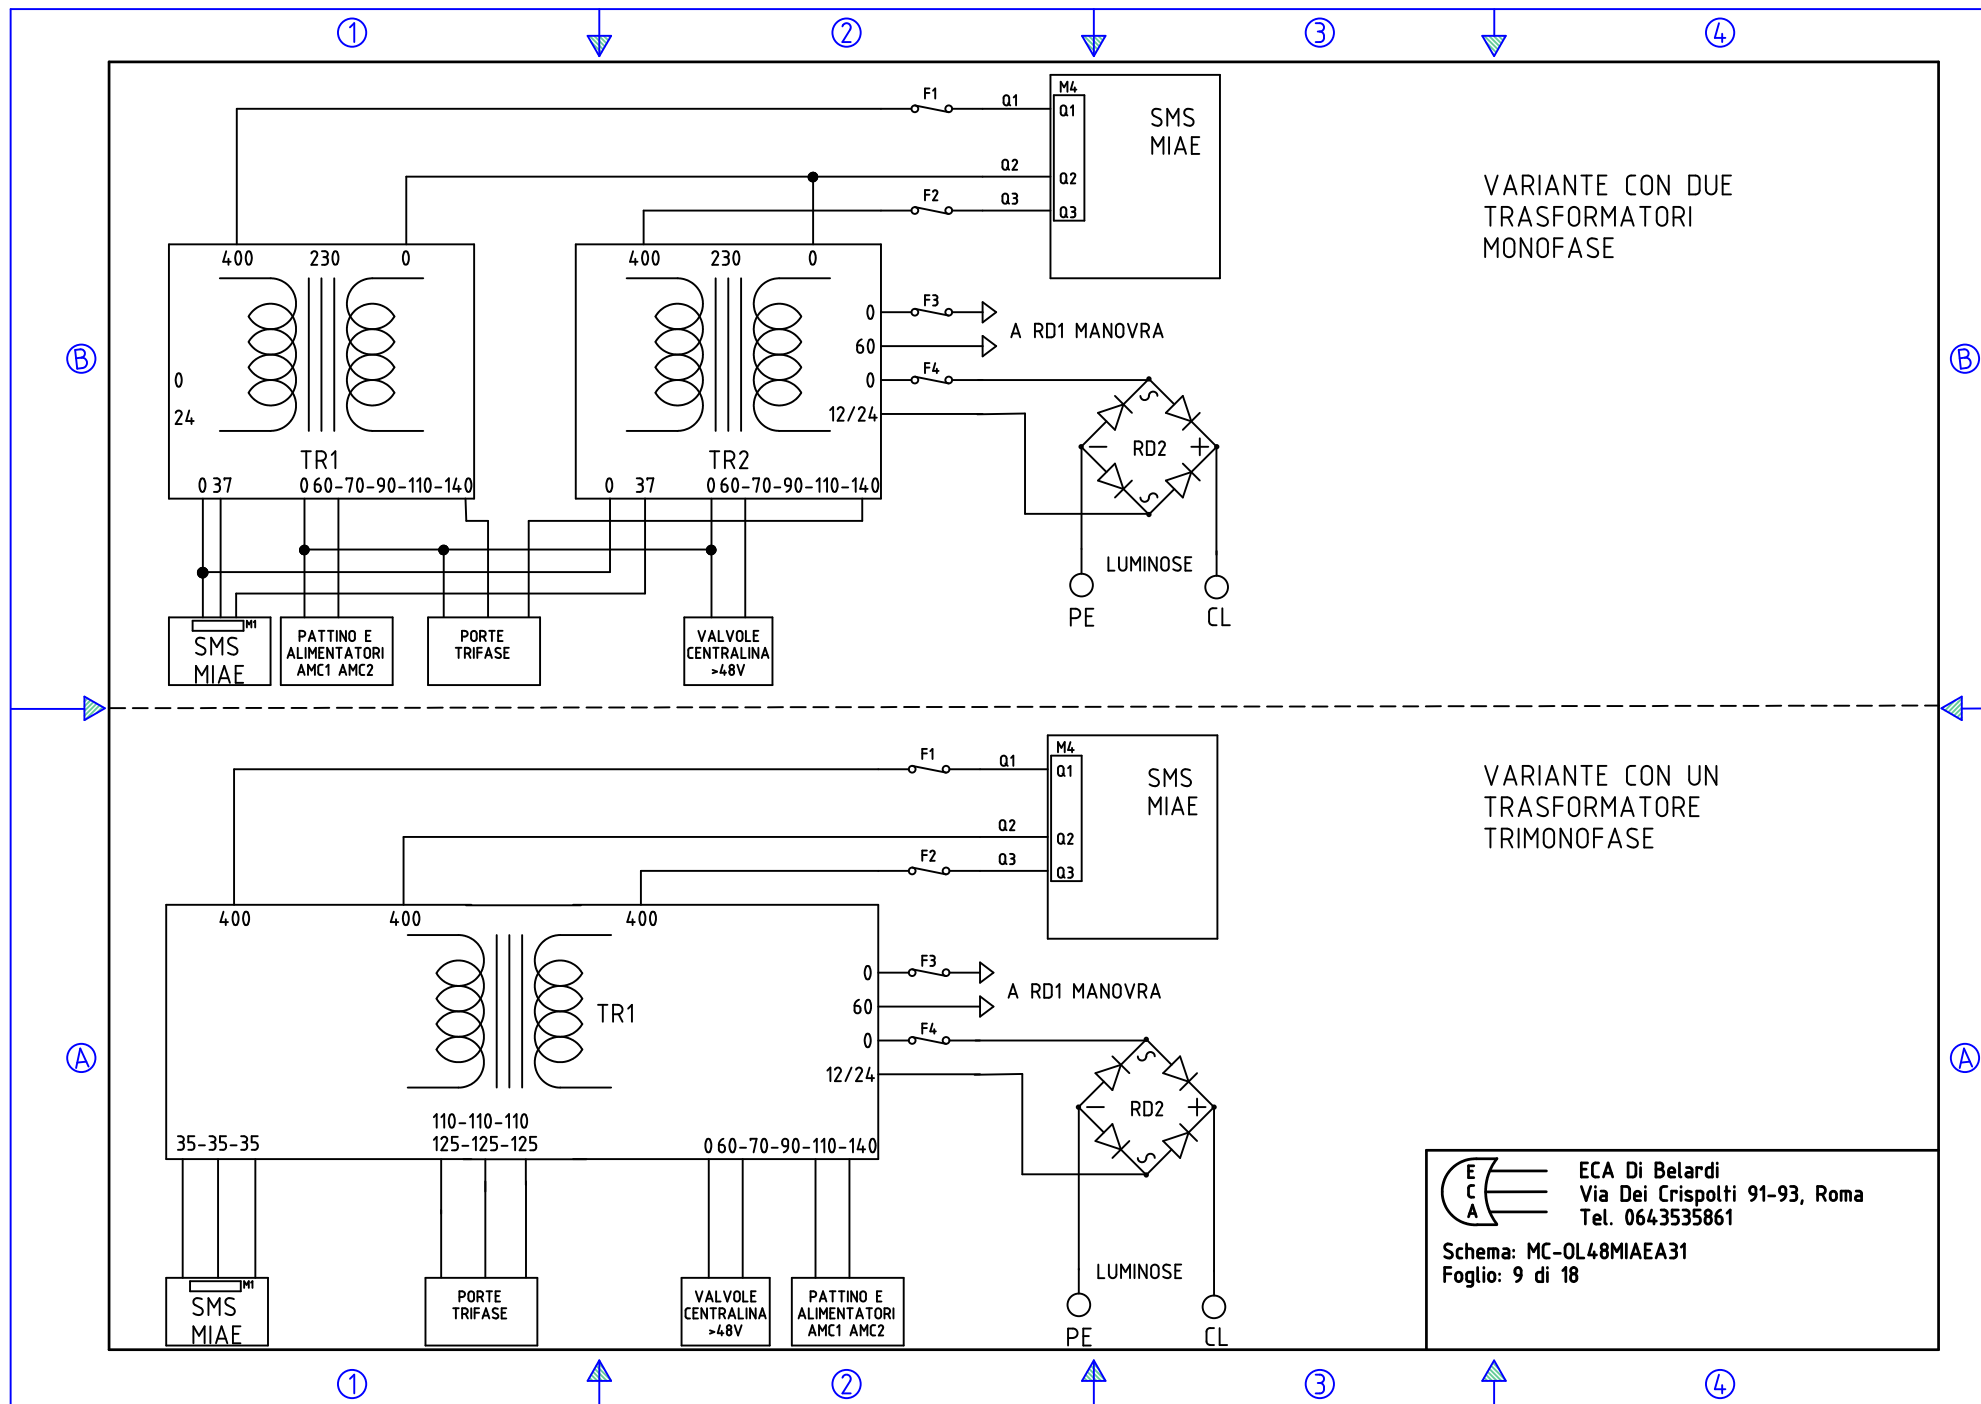 1 2 3 4
F1 Q1 M4
Q1
SMS
MIAE
Q2
Q2
F2 Q3
Q3
VARIANTE CON DUE
TRASFORMATORI
MONOFASE
400 230 0
400 230 0
0 F3
A RD1 MANOVRA
60
0 F4
12/24
B
B
0
24
S
RD2
− +
S
TR1
TR2
0 37 0 60-70-90-110-140
0 37 0 60-70-90-110-140
LUMINOSE
PE CL
M1
SMS
MIAE
PATTINO E
ALIMENTATORI
AMC1 AMC2
PORTE
TRIFASE
VALVOLE
CENTRALINA
>48V
F1 Q1 M4
Q1
SMS
MIAE
Q2
Q2
F2 Q3
Q3
VARIANTE CON UN
TRASFORMATORE
TRIMONOFASE
400 400 400
0 F3
A RD1 MANOVRA
60
0 F4
12/24
TR1
A
A
S
RD2
− +
S
110-110-110
35-35-35 125-125-125 0 60-70-90-110-140
LUMINOSE
PE CL
M1
SMS
MIAE
PORTE
TRIFASE
VALVOLE
CENTRALINA
>48V
PATTINO E
ALIMENTATORI
AMC1 AMC2
E
C
A
ECA Di Belardi
Via Dei Crispolti 91-93, Roma
Tel. 0643535861
Schema: MC-OL48MIAEA31
Foglio: 9 di 18
1 2 3 4